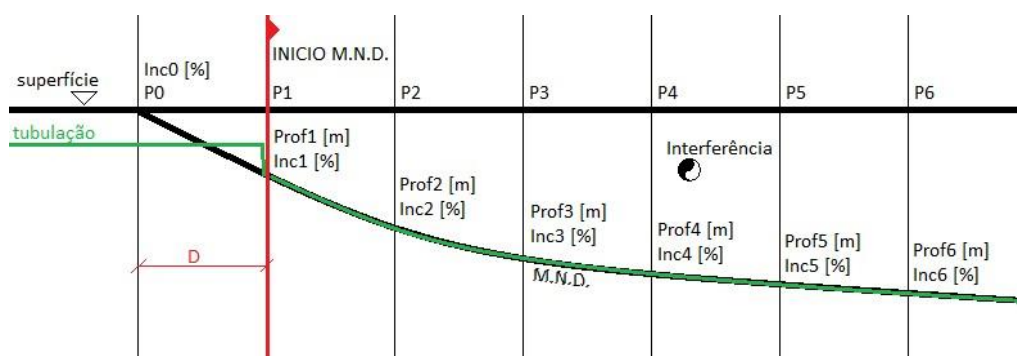 INICIO M.N.D.
Inc0 [%]
superfície
P0
P1
P2
P3
P4
P5
P6
tubulação
Prof1 [m]
Inc1 [%]
Interferência
Prof2 [m]
Inc2 [%]
Prof3 [m]
Inc3 [%]
Prof4 [m]
Inc4 [%]
Prof5 [m]
Inc5 [%]
Prof6 [m]
Inc6 [%]
D
M.N.D.